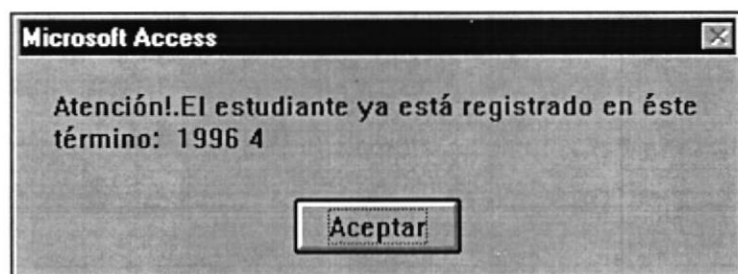 Microsoft Access
Atención!.El estudiante ya está registrado en éste
término: 1996 4
Aceptar